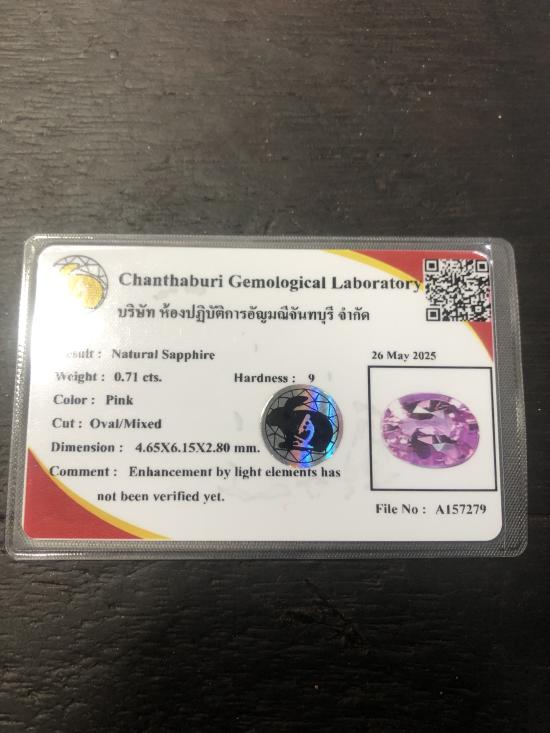 Chanthaburi Gemological Laboratory
บริษัท ห้องปฏิบัติการอัญมณีจันทบุรี จำกัด
Natural Sapphire
26 May 2025
Weight : 0.71 cts. Hardness : 9
Color : Pink
Cut : Oval/Mixed
Dimension : 4.65X6.15X2.80 mm.
Comment : Enhancement by light elements has
not been verified yet.
File No : A157279